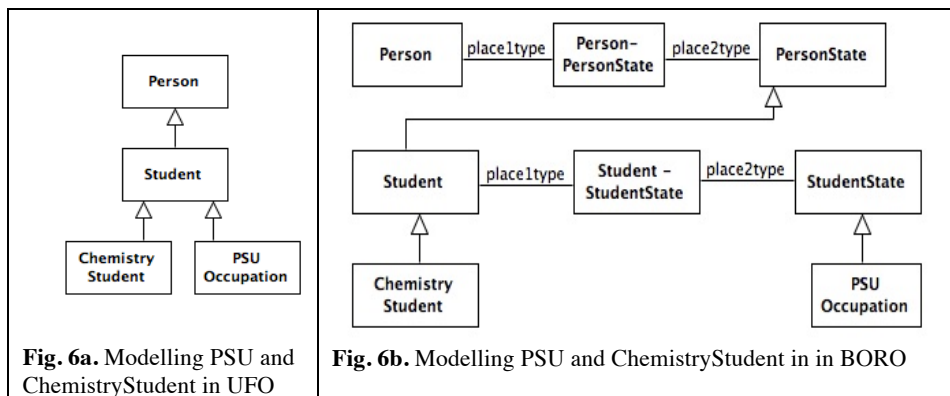 Person
Student
Chemistry
Student
PSU
Occupation
Fig. 6a. Modelling PSU and
ChemistryStudent in UFO
Person
place1type
Person-
PersonState
place2type
PersonState
Student
place1type
Student -
StudentState
place2type
StudentState
Chemistry
Student
PSU
Occupation
Fig. 6b. Modelling PSU and ChemistryStudent in in BORO